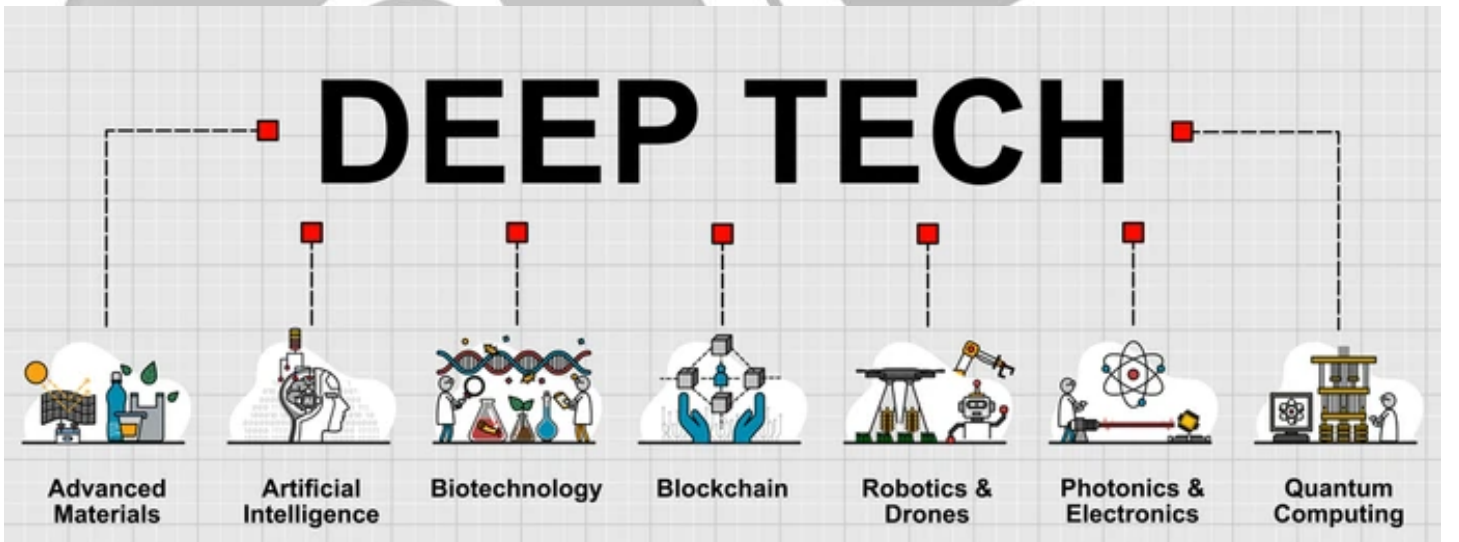 DEEP TECH
Advanced
Materials
Artificial
Intelligence
Biotechnology
Blockchain
Robotics &
Drones
Photonics &
Electronics
Quantum
Computing